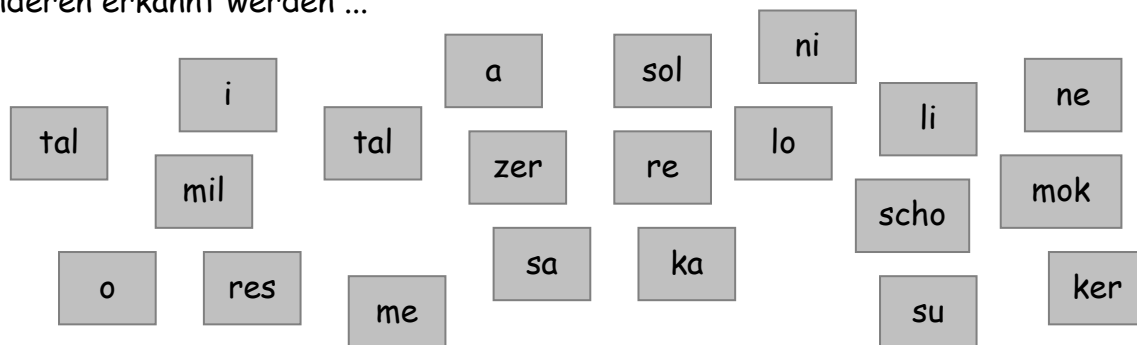 anderen erkannt werden ...
ni
a
sol
i
ne
li
tal
tal
lo
zer
re
mil
mok
scho
sa
ka
o
res
ker
me
su